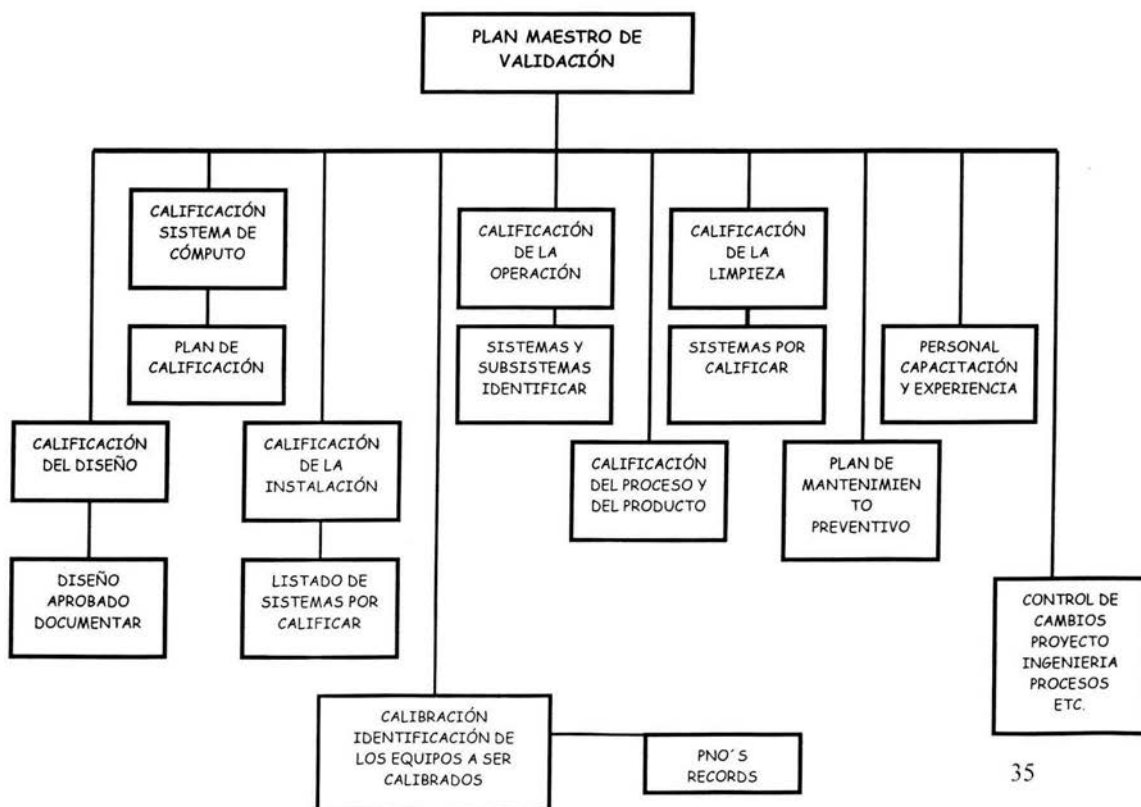 PLAN MAESTRO DE
VALIDACIÓN
CALIFICACIÓN
SISTEMA DE
CÓMPUTO
PLAN DE
CALIFICACIÓN
CALIFICACIÓN
DEL DISEÑO
DISEÑO
APROBADO
DOCUMENTAR
CALIFICACIÓN
DE LA
INSTALACIÓN
LISTADO DE
SISTEMAS POR
CALIFICAR
CALIBRACIÓN
IDENTIFICACIÓN DE
LOS EQUIPOS A SER
CALIBRADOS
PNO´S
RECORDS
CALIFICACIÓN
DE LA
OPERACIÓN
SISTEMAS Y
SUBSISTEMAS
IDENTIFICAR
CALIFICACIÓN
DEL PROCESO Y
DEL PRODUCTO
CALIFICACIÓN
DE LA
LIMPIEZA
SISTEMAS POR
CALIFICAR
PLAN DE
MANTENIMIEN
TO
PREVENTIVO
PERSONAL
CAPACITACIÓN
Y EXPERIENCIA
CONTROL DE
CAMBIOS
PROYECTO
INGENIERIA
PROCESOS
ETC.
35